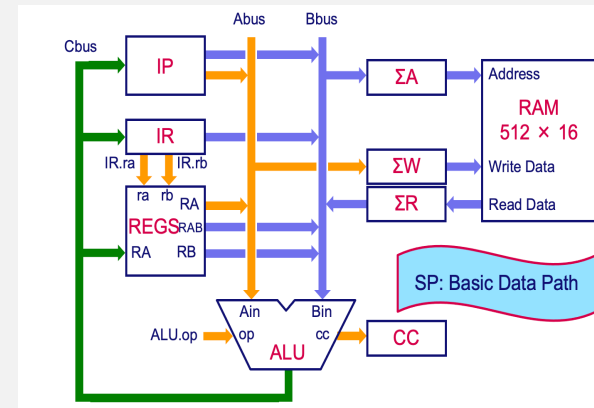 Abus Bbus
Cbus
IP
ΣA
Address
RAM
512 × 16
IR
IR.ra IR.rb
ΣW
Write Data
ra rb
RA
ΣR
Read Data
REGS RAB
RA RB
SP: Basic Data Path
Ain Bin
ALU.op op cc
CC
ALU